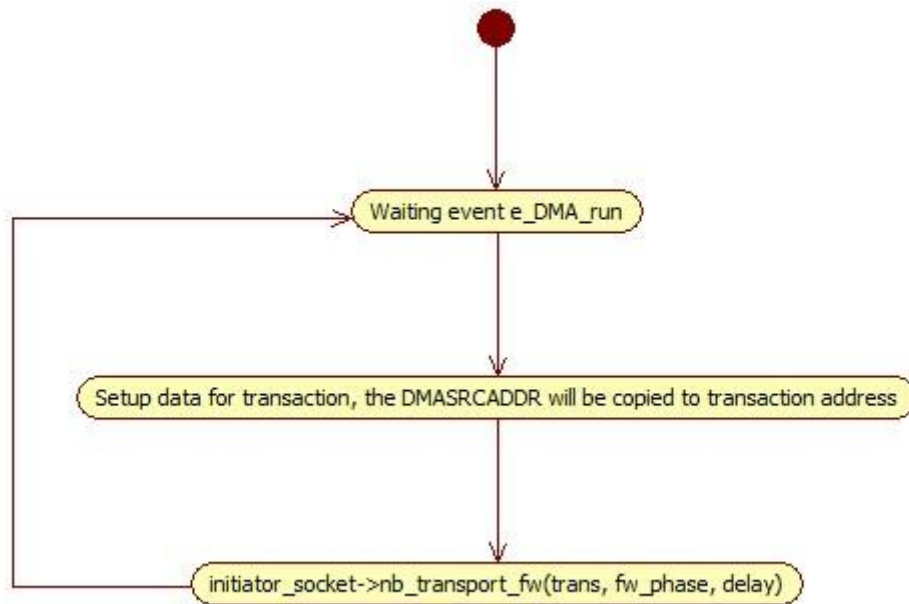 Waiting event e_DMA_run
Setup data for transaction, the DMASRCADDR will be copied to transaction address
initiator_socket->nb_transport_fw(trans, fw_phase, delay)